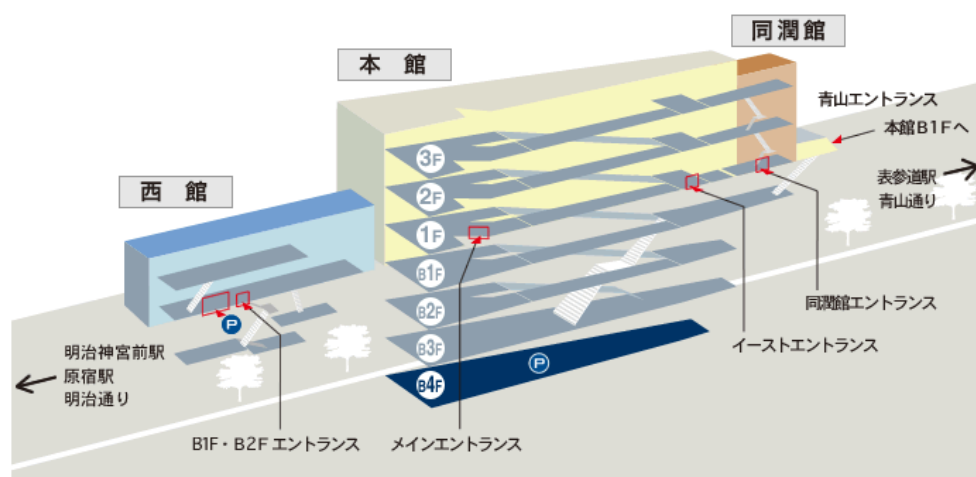 同潤館
本　館
西　館
青山エントランス
本館B1Fへ
表参道駅
青山通り
3F
2F
1F
B1F
B2F
B3F
B4F
P
P
同潤館エントランス
イーストエントランス
明治神宮前駅
原宿駅
明治通り
B1F・B2Fエントランス
メインエントランス